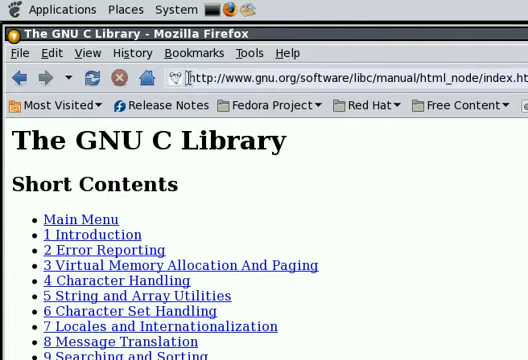 Applications Places System
The GNU C Library - Mozilla Firefox
File Edit View History Bookmarks Tools Help
http://www.gnu.org/software/libc/manual/html_node/index.ht
Most Visited Release Notes Fedora Project Red Hat Free Content
The GNU C Library
Short Contents
Main Menu
1 Introduction
2 Error Reporting
3 Virtual Memory Allocation And Paging
4 Character Handling
5 String and Array Utilities
6 Character Set Handling
7 Locales and Internationalization
8 Message Translation
9 Searching and Sorting